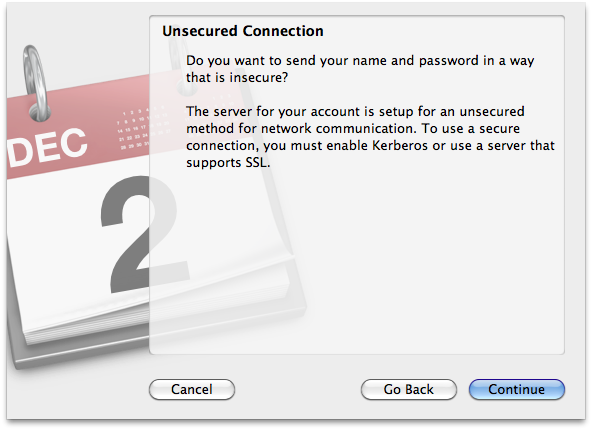 Unsecured Connection
Do you want to send your name and password in a way
that is insecure?
The server for your account is setup for an unsecured
method for network communication. To use a secure
connection, you must enable Kerberos or use a server that
supports SSL.
DEC
2
Cancel
Go Back
Continue